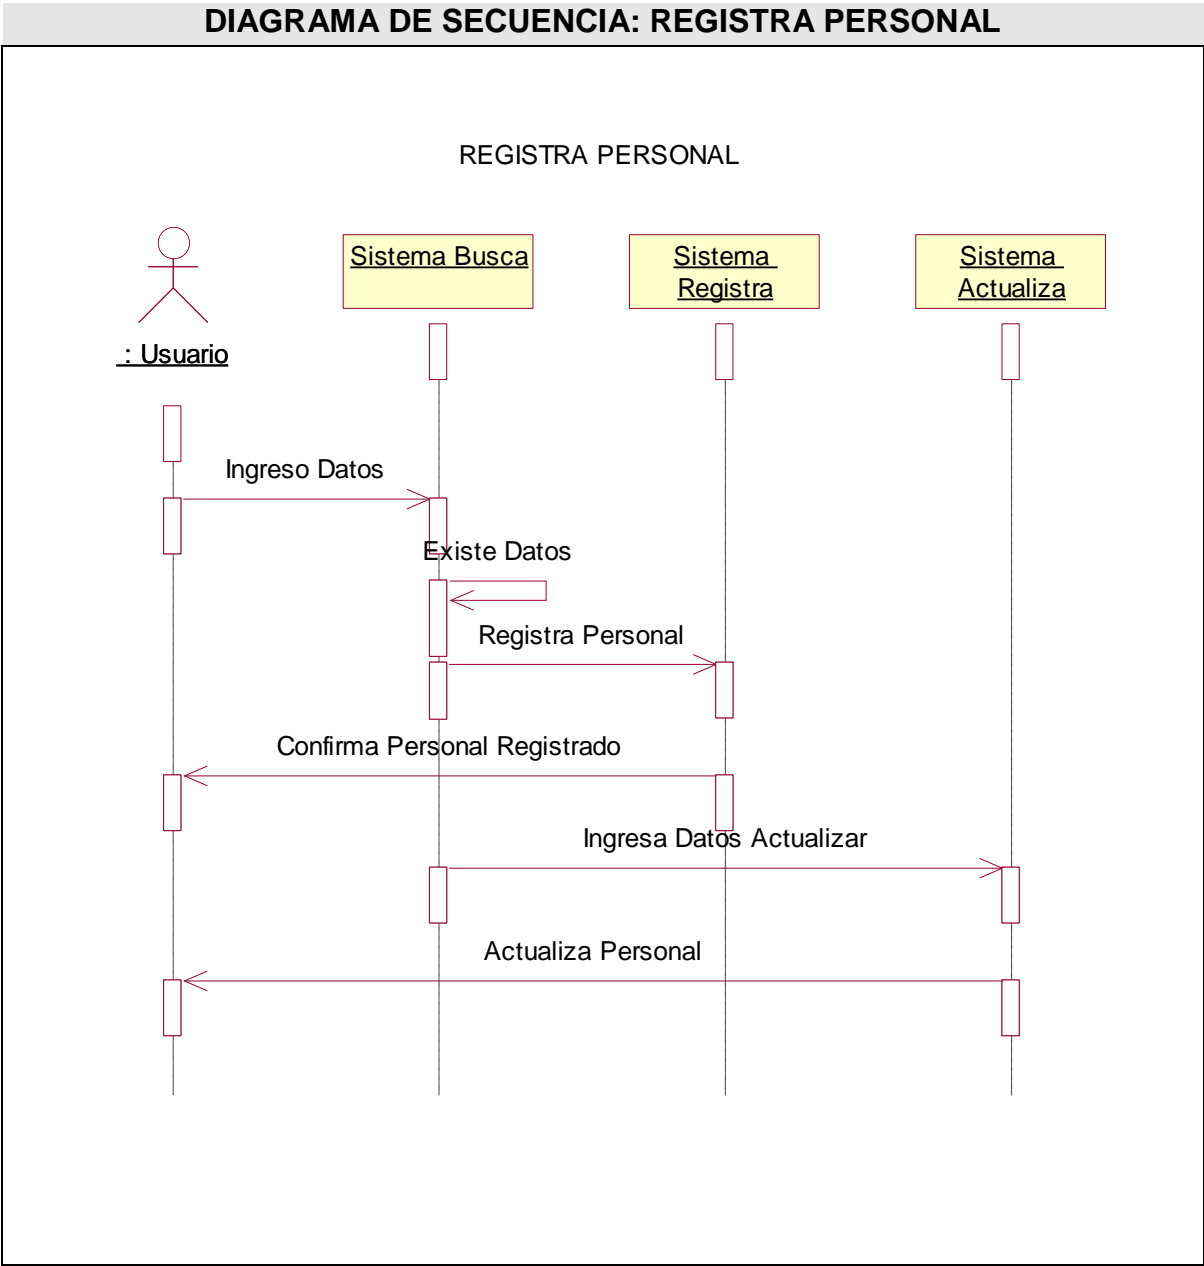 DIAGRAMA DE SECUENCIA: REGISTRA PERSONAL
REGISTRA PERSONAL
Sistema Busca
Sistema
Registra
Sistema
Actualiza
: Usuario
Ingreso Datos
Existe Datos
Registra Personal
Confirma Personal Registrado
Ingresa Datos Actualizar
Actualiza Personal